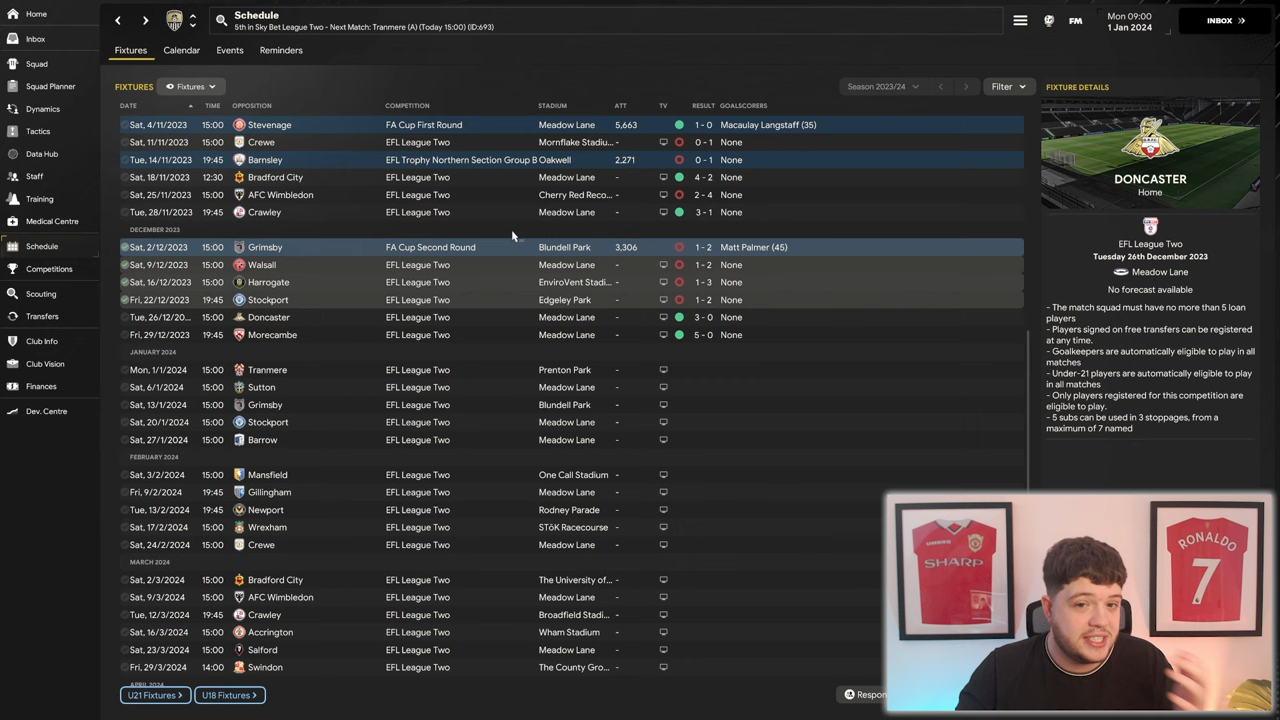 Home
Inbox
Squad
Squad Planner
Dynamics
Tactics
Data Hub
Staff
Training
Medical Centre
Schedule
Competitions
Scouting
Transfers
Club Info
Club Vision
Finances
Dev. Centre
Schedule
5th in Sky Bet League Two - Next Match: Tranmere (A) (Today 15:00) (ID:693)
FM
Mon 09:00
1 Jan 2024
INBOX
Fixtures Calendar Events Reminders
FIXTURES Fixtures Season 2023/24 Filter
DATE TIME OPPOSITION COMPETITION STADIUM ATT TV RESULT GOALSCORERS
Sat, 4/11/2023 15:00 Stevenage FA Cup First Round Meadow Lane 5,663 1 - 0 Macaulay Langstaff (35)
Sat, 11/11/2023 15:00 Crewe EFL League Two Mornflake Stadiu... - 0 - 1 None
Tue, 14/11/2023 19:45 Barnsley EFL Trophy Northern Section Group B Oakwell 2,271 0 - 1 None
Sat, 18/11/2023 12:30 Bradford City EFL League Two Meadow Lane - 4 - 2 None
Sat, 25/11/2023 15:00 AFC Wimbledon EFL League Two Cherry Red Reco... - 2 - 4 None
Tue, 28/11/2023 19:45 Crawley EFL League Two Meadow Lane - 3 - 1 None
DECEMBER 2023
Sat, 2/12/2023 15:00 Grimsby FA Cup Second Round Blundell Park 3,306 1 - 2 Matt Palmer (45)
Sat, 9/12/2023 15:00 Walsall EFL League Two Meadow Lane - 1 - 2 None
Sat, 16/12/2023 15:00 Harrogate EFL League Two EnviroVent Stadi... - 1 - 3 None
Fri, 22/12/2023 19:45 Stockport EFL League Two Edgeley Park - 1 - 2 None
Tue, 26/12/20... 15:00 Doncaster EFL League Two Meadow Lane - 3 - 0 None
Fri, 29/12/2023 19:45 Morecambe EFL League Two Meadow Lane - 5 - 0 None
JANUARY 2024
Mon, 1/1/2024 15:00 Tranmere EFL League Two Prenton Park -
Sat, 6/1/2024 15:00 Sutton EFL League Two Meadow Lane -
Sat, 13/1/2024 15:00 Grimsby EFL League Two Blundell Park -
Sat, 20/1/2024 15:00 Stockport EFL League Two Meadow Lane -
Sat, 27/1/2024 15:00 Barrow EFL League Two Meadow Lane -
FEBRUARY 2024
Sat, 3/2/2024 15:00 Mansfield EFL League Two One Call Stadium -
Fri, 9/2/2024 19:45 Gillingham EFL League Two Meadow Lane -
Tue, 13/2/2024 19:45 Newport EFL League Two Rodney Parade -
Sat, 17/2/2024 15:00 Wrexham EFL League Two STōK Racecourse -
Sat, 24/2/2024 15:00 Crewe EFL League Two Meadow Lane -
MARCH 2024
Sat, 2/3/2024 15:00 Bradford City EFL League Two The University of... -
Sat, 9/3/2024 15:00 AFC Wimbledon EFL League Two Meadow Lane -
Tue, 12/3/2024 19:45 Crawley EFL League Two Broadfield Stadi... -
Sat, 16/3/2024 15:00 Accrington EFL League Two Wham Stadium -
Sat, 23/3/2024 15:00 Salford EFL League Two Meadow Lane -
Fri, 29/3/2024 14:00 Swindon EFL League Two The County Gro... -
U21 Fixtures U18 Fixtures Respon
FIXTURE DETAILS
DONCASTER
Home
EFL League Two
Tuesday 26th December 2023
Meadow Lane
No forecast available
- The match squad must have no more than 5 loan
players
- Players signed on free transfers can be registered
at any time.
- Goalkeepers are automatically eligible to play in all
matches
- Under-21 players are automatically eligible to play
in all matches
- Only players registered for this competition are
eligible to play.
- 5 subs can be used in 3 stoppages, from a
maximum of 7 named
UMBRO
SHARP
RONALDO
7